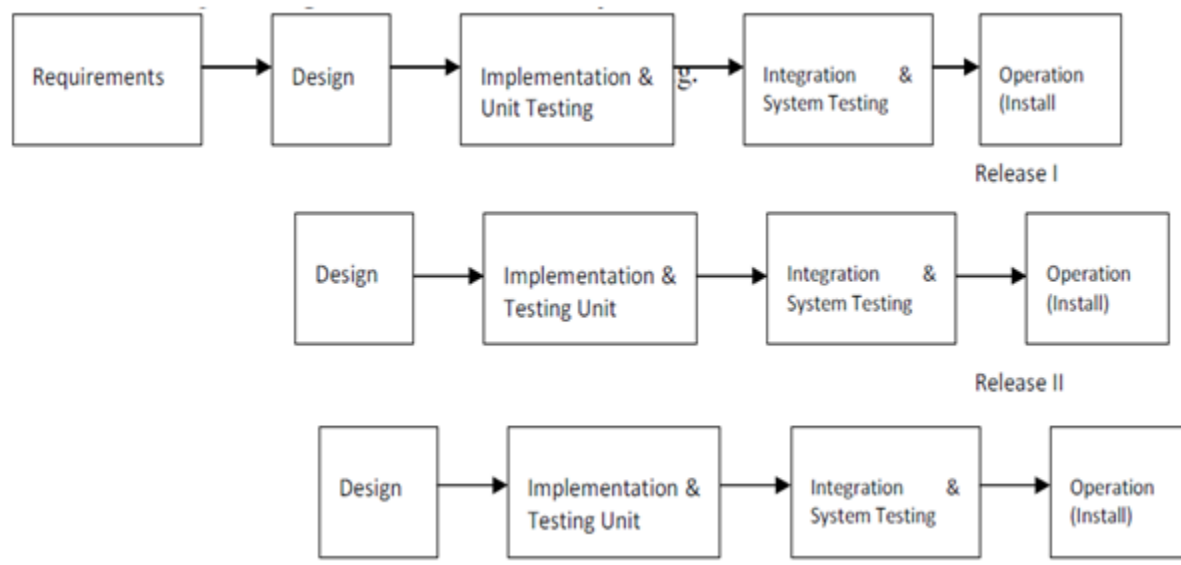 Requirements
Design
Implementation &
Unit Testing
g.
Integration &
System Testing
Operation
(Install
Release I
Design
Implementation &
Testing Unit
Integration &
System Testing
Operation
(Install)
Release II
Design
Implementation &
Testing Unit
Integration &
System Testing
Operation
(Install)